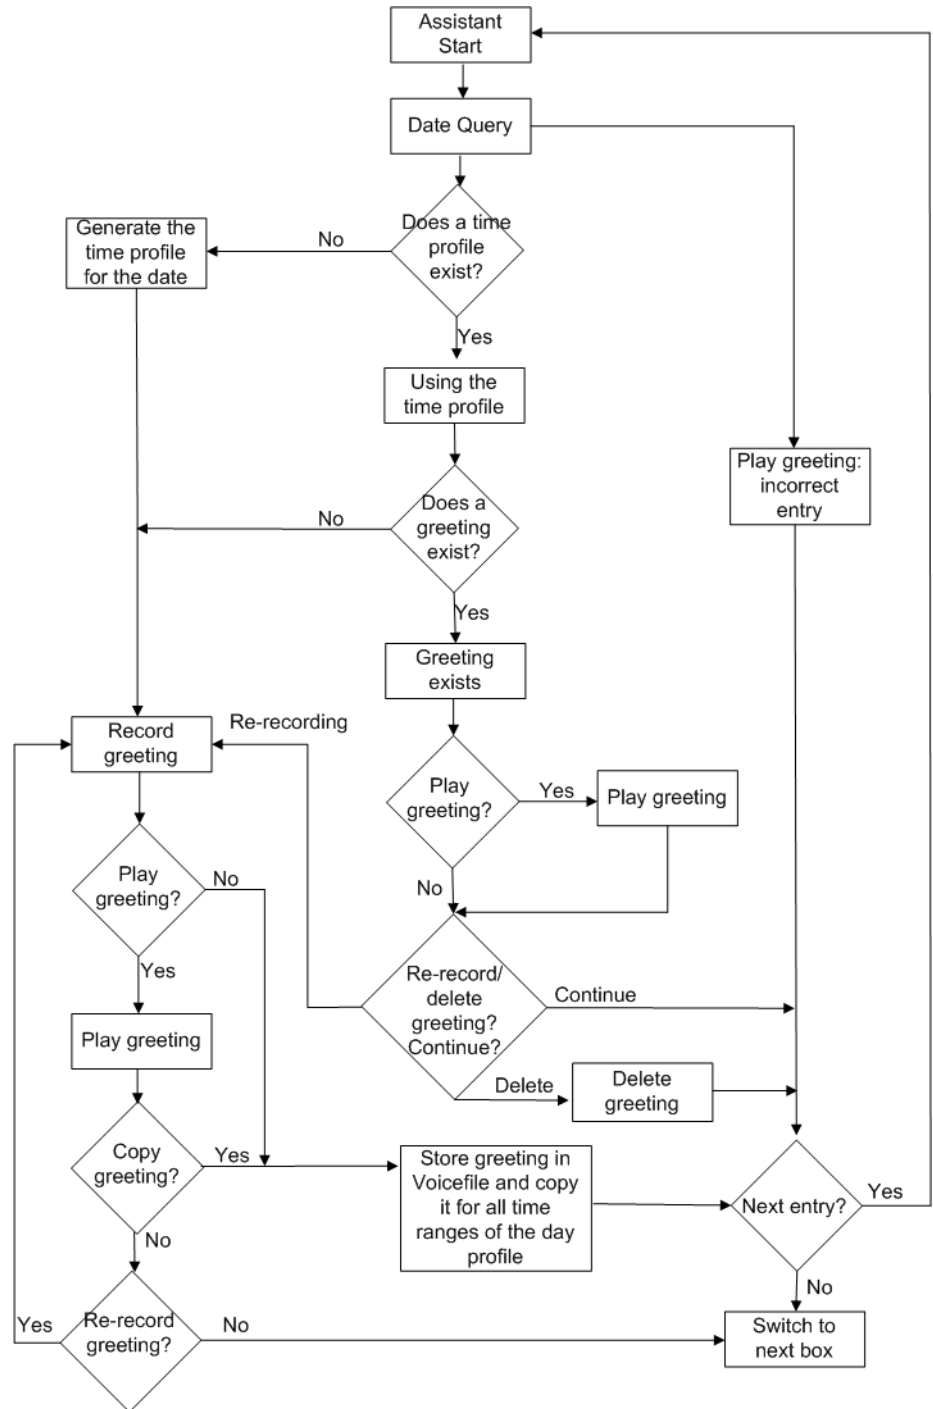 Assistant
Start
Date Query
Does a time
profile
exist?
No
Generate the
time profile
for the date
Yes
Using the
time profile
Play greeting:
incorrect
entry
Does a
greeting
exist?
No
Yes
Greeting
exists
Record
greeting
Re-recording
Play
greeting?
Yes
Play greeting
No
Play
greeting?
No
Yes
Play greeting
Re-record/
delete
greeting?
Continue?
Continue
Delete
Delete
greeting
Copy
greeting?
Yes
Store greeting in
Voicefile and copy
it for all time
ranges of the day
profile
Next entry?
Yes
No
No
Re-record
greeting?
Yes
No
Switch to
next box